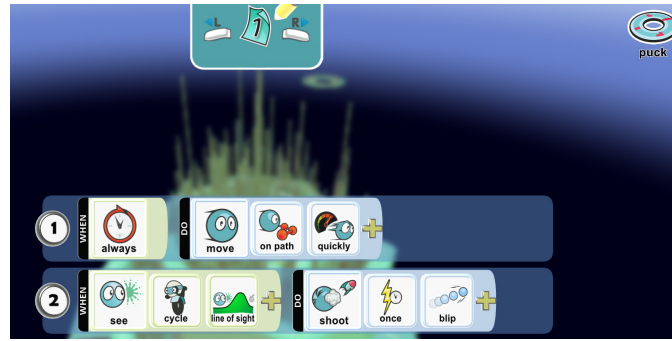 L 1 R
puck
1 WHEN always DO move on path quickly
2 WHEN see cycle line of sight DO shoot once blip